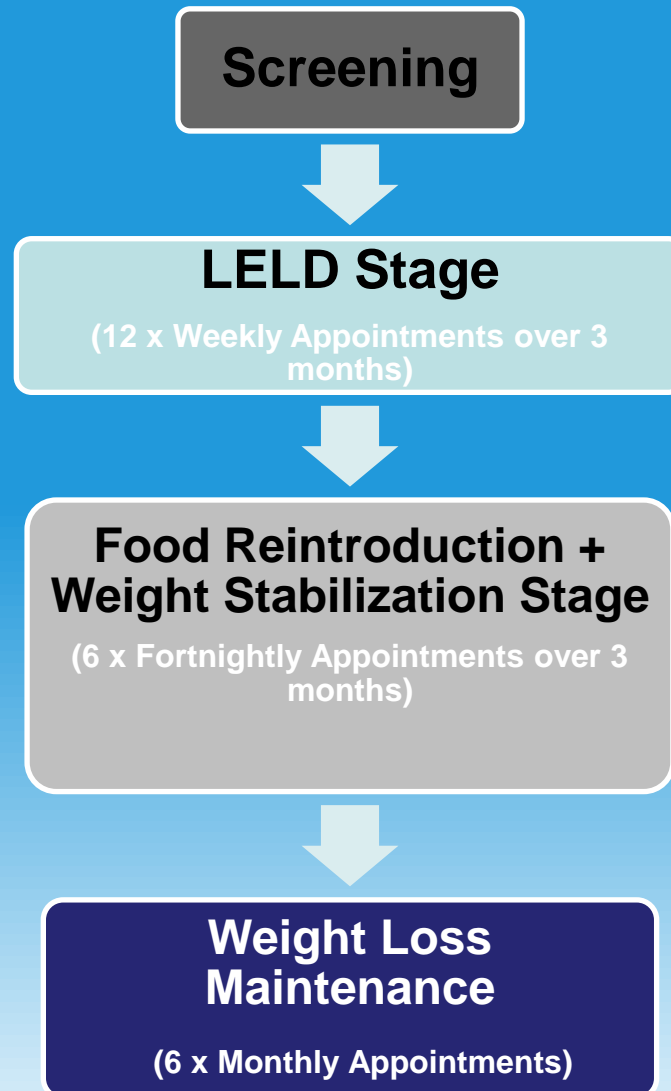 Screening
LELD Stage
(12 x Weekly Appointments over 3
months)
Food Reintroduction +
Weight Stabilization Stage
(6 x Fortnightly Appointments over 3
months)
Weight Loss
Maintenance
(6 x Monthly Appointments)